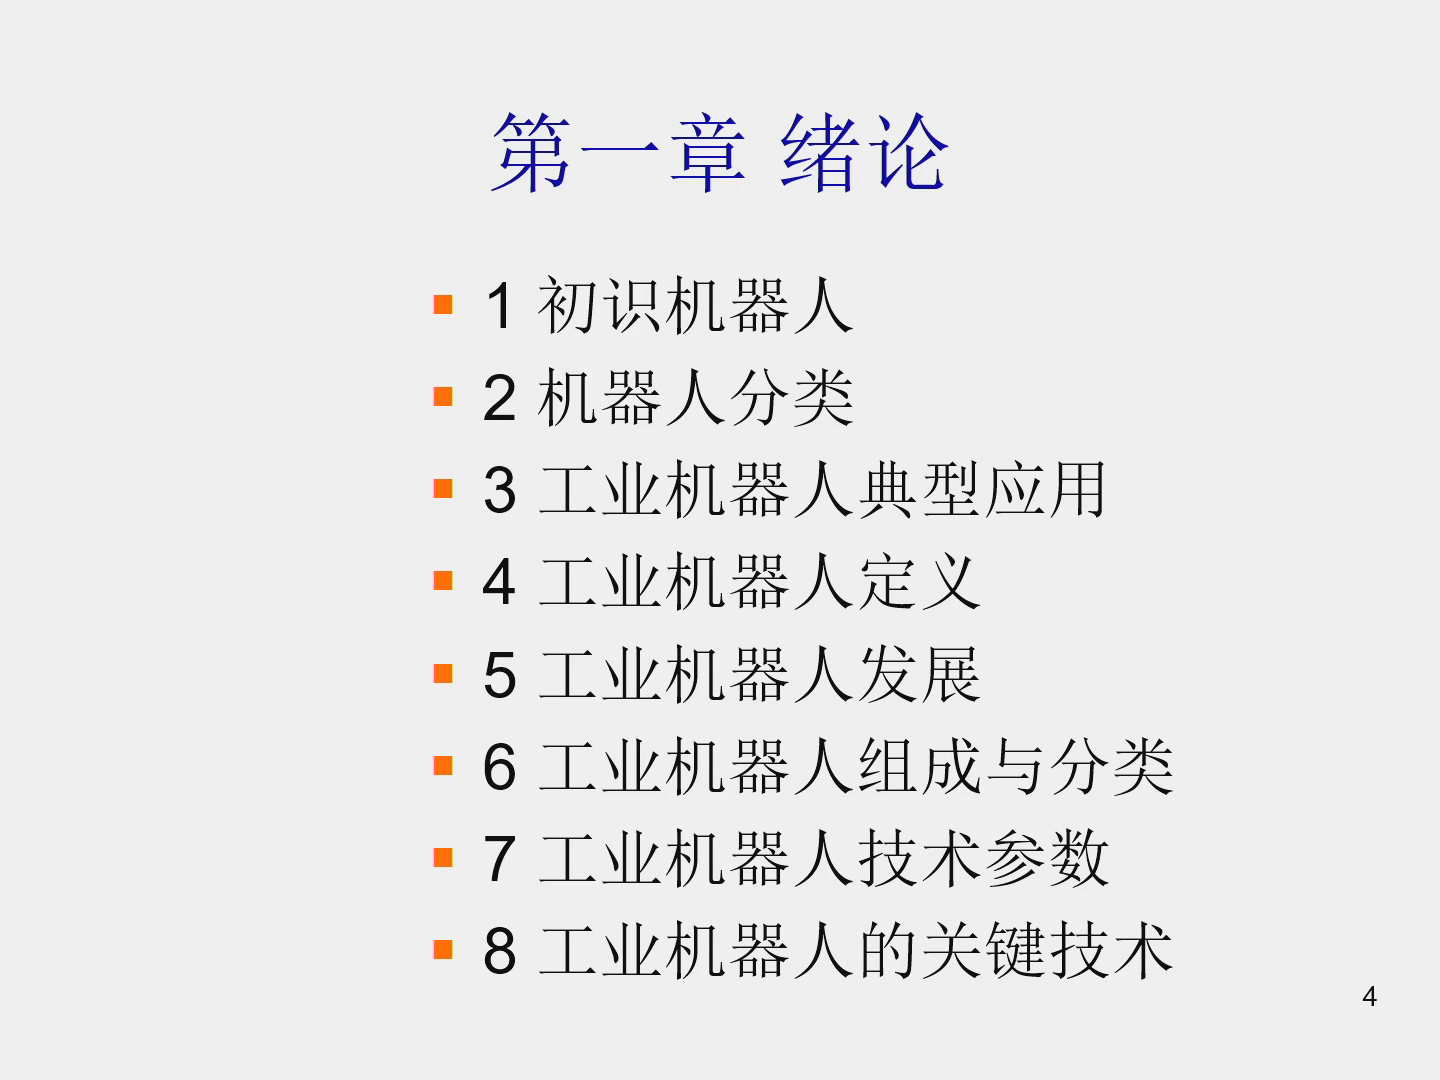 第一章 绪论
1 初识机器人
2 机器人分类
3 工业机器人典型应用
4 工业机器人定义
5 工业机器人发展
6 工业机器人组成与分类
7 工业机器人技术参数
8 工业机器人的关键技术
4